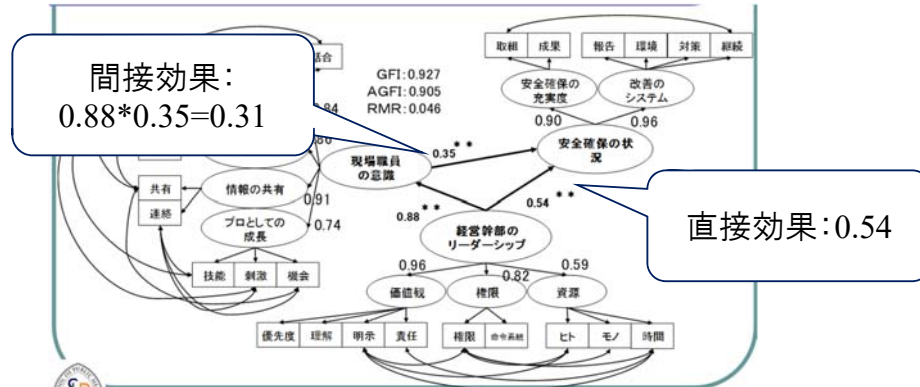 間接効果：
0.88*0.35=0.31
GFI:0.927
AGFI:0.905
RMR:0.046
取組 成果 報告 環境 対策 継続
安全確保の
充実度
改善の
システム
0.90 0.96
安全確保の状
況
0.35**
現場職員
の意識
共有
連絡
情報の共有
0.91
プロとしての
成長
0.74
技能 刺激 機会
0.88**
0.54**
直接効果：0.54
経営幹部の
リーダーシップ
0.96 0.82 0.59
価値観 権限 資源
優先度 理解 明示 責任 権限 命令系統 ヒト モノ 時間